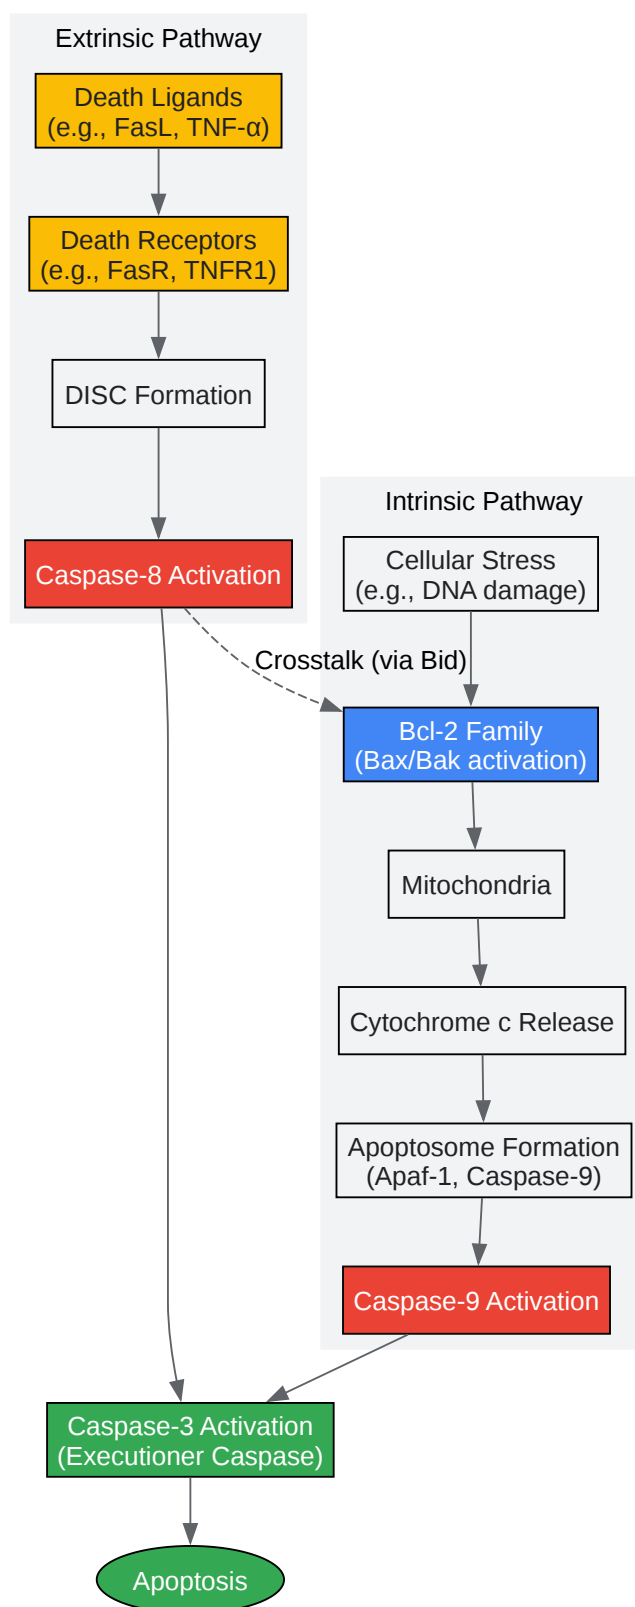 Extrinsic Pathway
Death Ligands
(e.g., FasL, TNF-α)
Death Receptors
(e.g., FasR, TNFR1)
DISC Formation
Caspase-8 Activation
Intrinsic Pathway
Cellular Stress
(e.g., DNA damage)
Crosstalk (via Bid)
Bcl-2 Family
(Bax/Bak activation)
Mitochondria
Cytochrome c Release
Apoptosome Formation
(Apaf-1, Caspase-9)
Caspase-9 Activation
Caspase-3 Activation
(Executioner Caspase)
Apoptosis